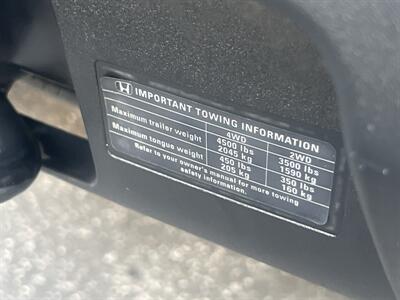 IMPORTANT TOWING INFORMATION
4WD 2WD
Maximum trailer weight 4500 lbs 3500 lbs
2045 kg 1590 kg
Maximum tongue weight 450 lbs 350 lbs
205 kg 160 kg
Refer to your owner's manual for more towing
safety information.